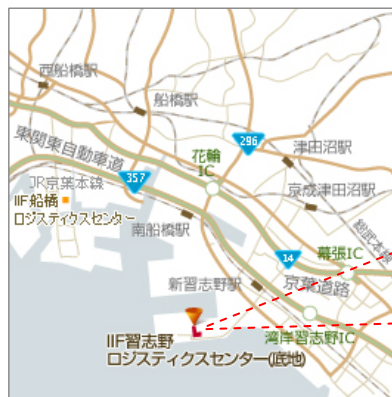 西船橋駅
船橋駅
296
津田沼駅
花輪
IC
東関東自動車道
357
JR京葉本線
京成津田沼駅
IIF船橋
ロジスティクスセンター
南船橋駅
総武本線
14
幕張IC
新習志野駅
京葉道路
湾岸習志野IC
IIF習志野
ロジスティクスセンター(底地)